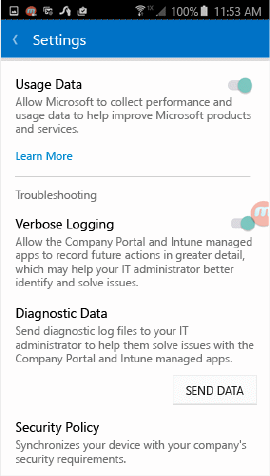 100% 11:53 AM
Settings
Usage Data
Allow Microsoft to collect performance and
usage data to help improve Microsoft products
and services.
Learn More
Troubleshooting
Verbose Logging
Allow the Company Portal and Intune managed
apps to record future actions in greater detail,
which may help your IT administrator better
identify and solve issues.
Diagnostic Data
Send diagnostic log files to your IT
administrator to help them solve issues with the
Company Portal and Intune managed apps.
SEND DATA
Security Policy
Synchronizes your device with your company's
security requirements.